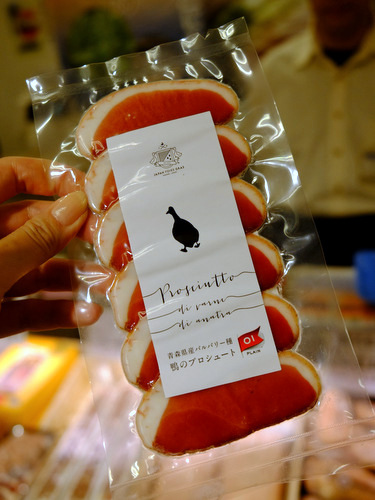 Prosciutto
di carne
di anatra
青森県産バルバリー種
鴨のプロシュート
01
PLAIN